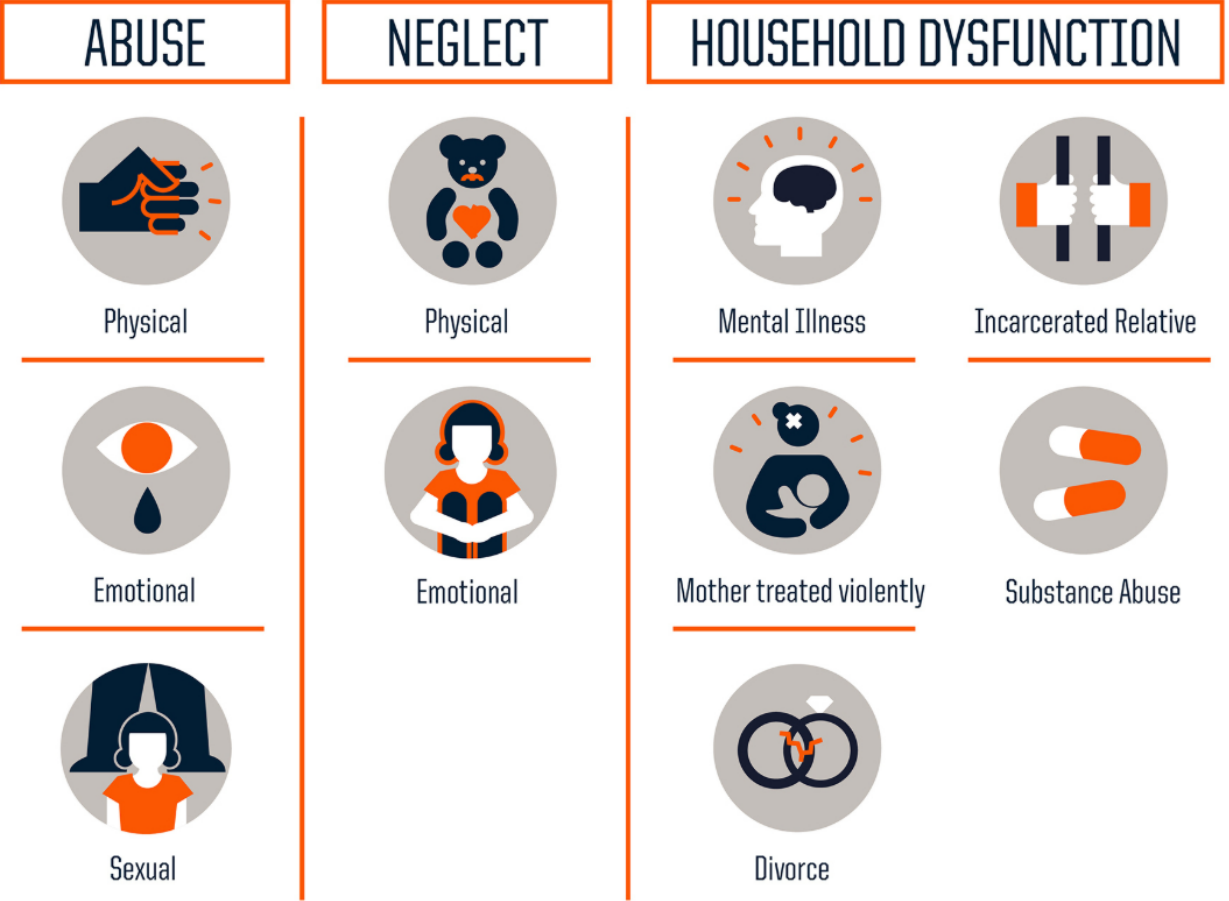 ABUSE
Physical
Emotional
Sexual
NEGLECT
Physical
Emotional
HOUSEHOLD DYSFUNCTION
Mental Illness
Incarcerated Relative
Mother treated violently
Substance Abuse
Divorce